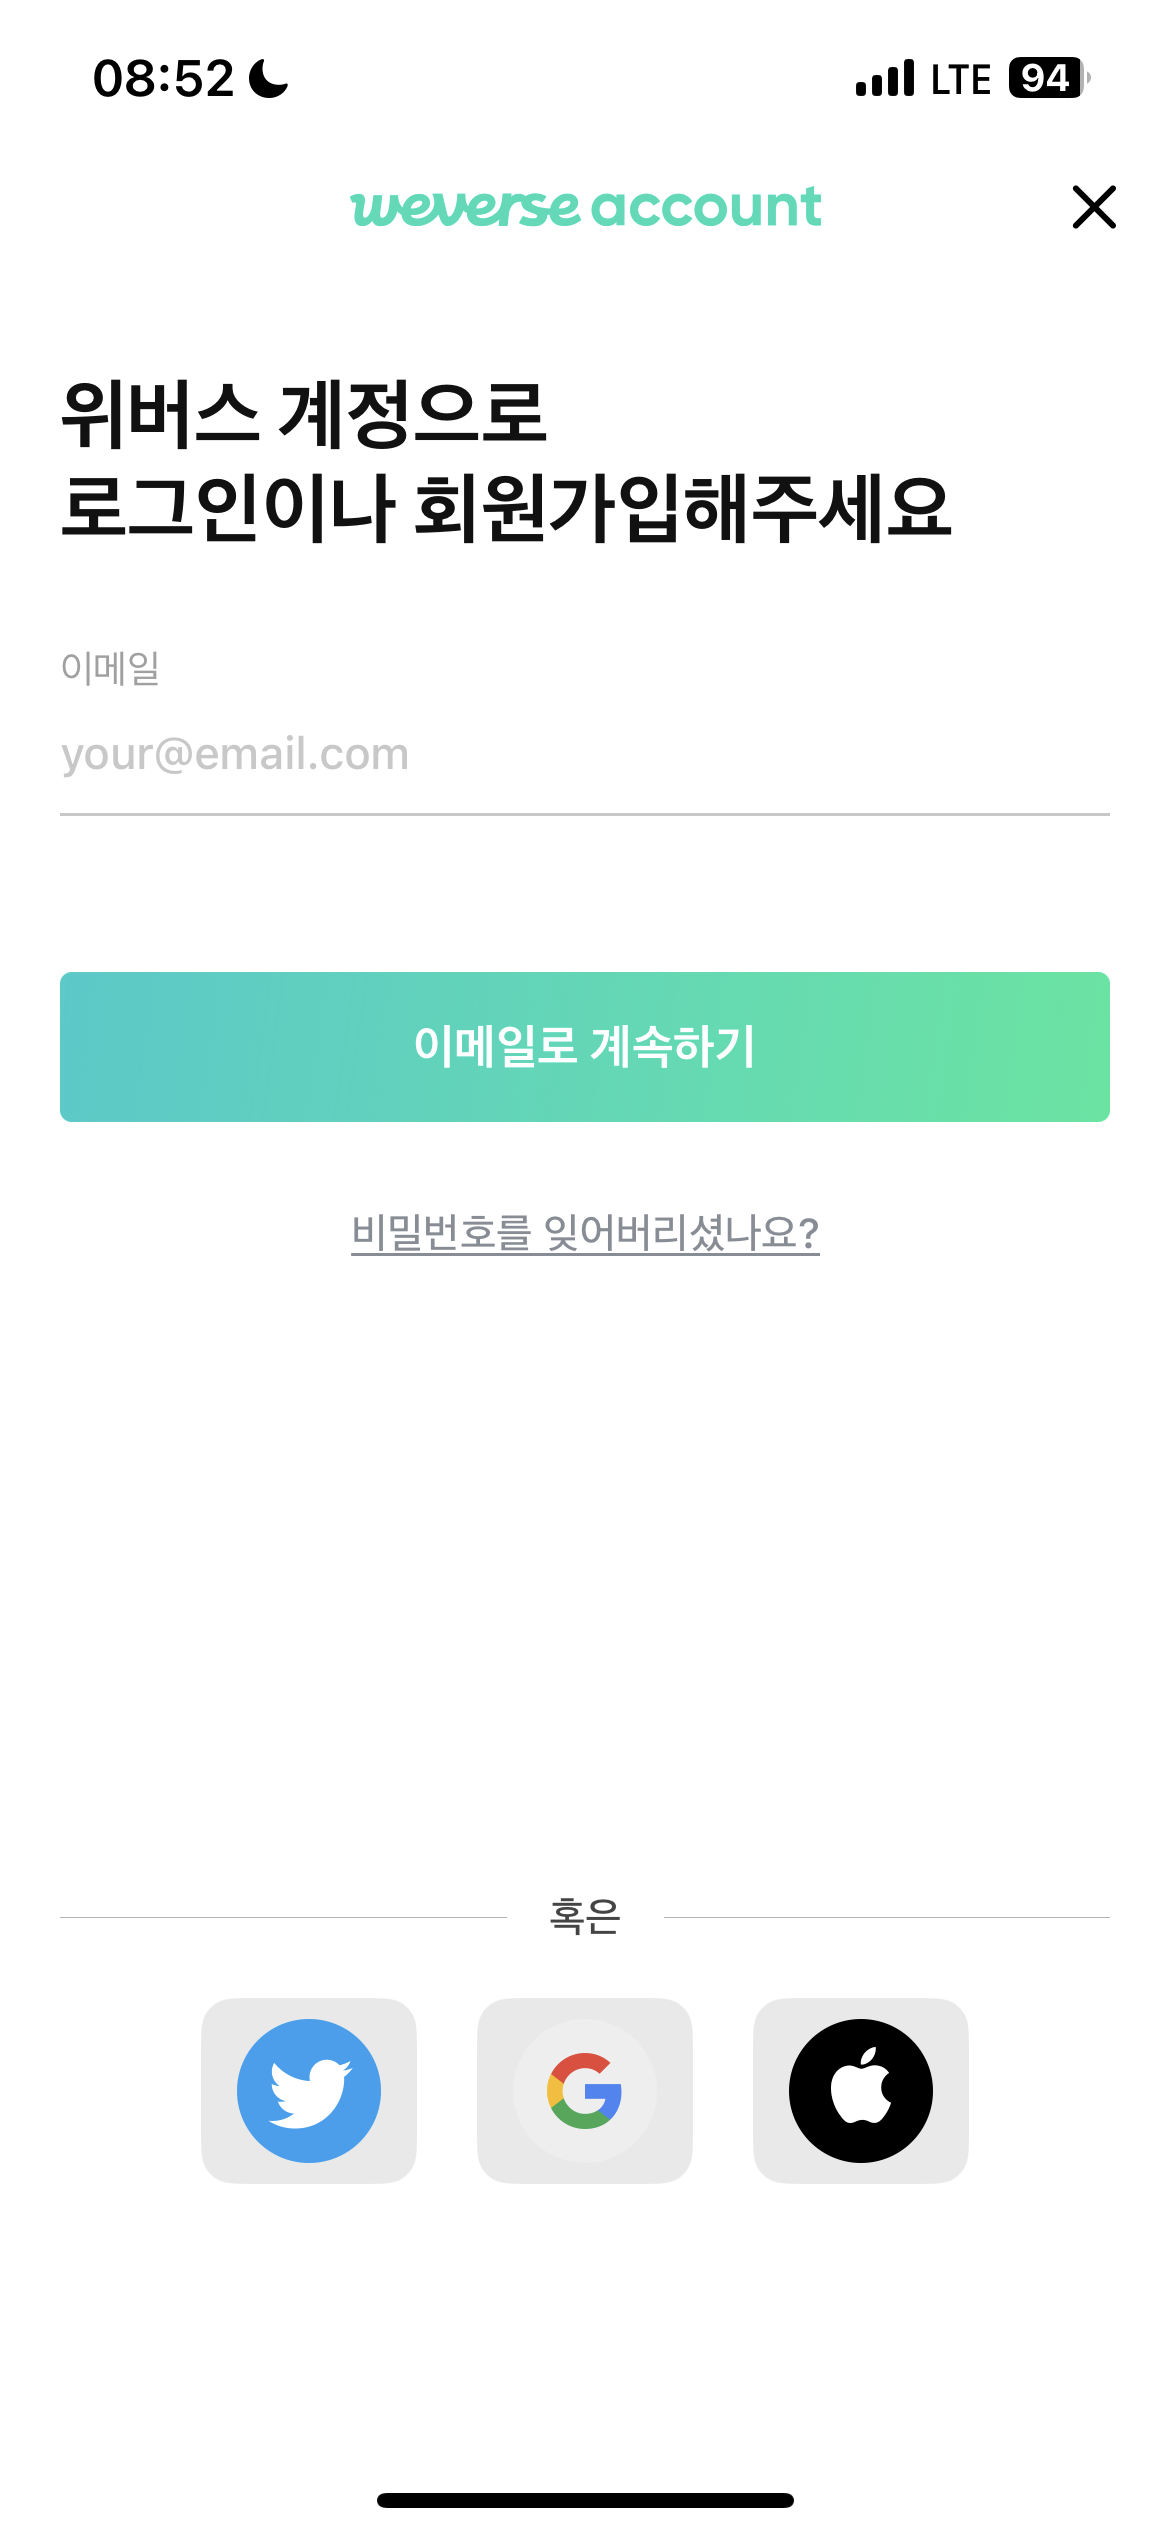 08:52
LTE 94
weverse account
위버스 계정으로
로그인이나 회원가입해주세요
이메일
your@email.com
이메일로 계속하기
비밀번호를 잊어버리셨나요?
혹은